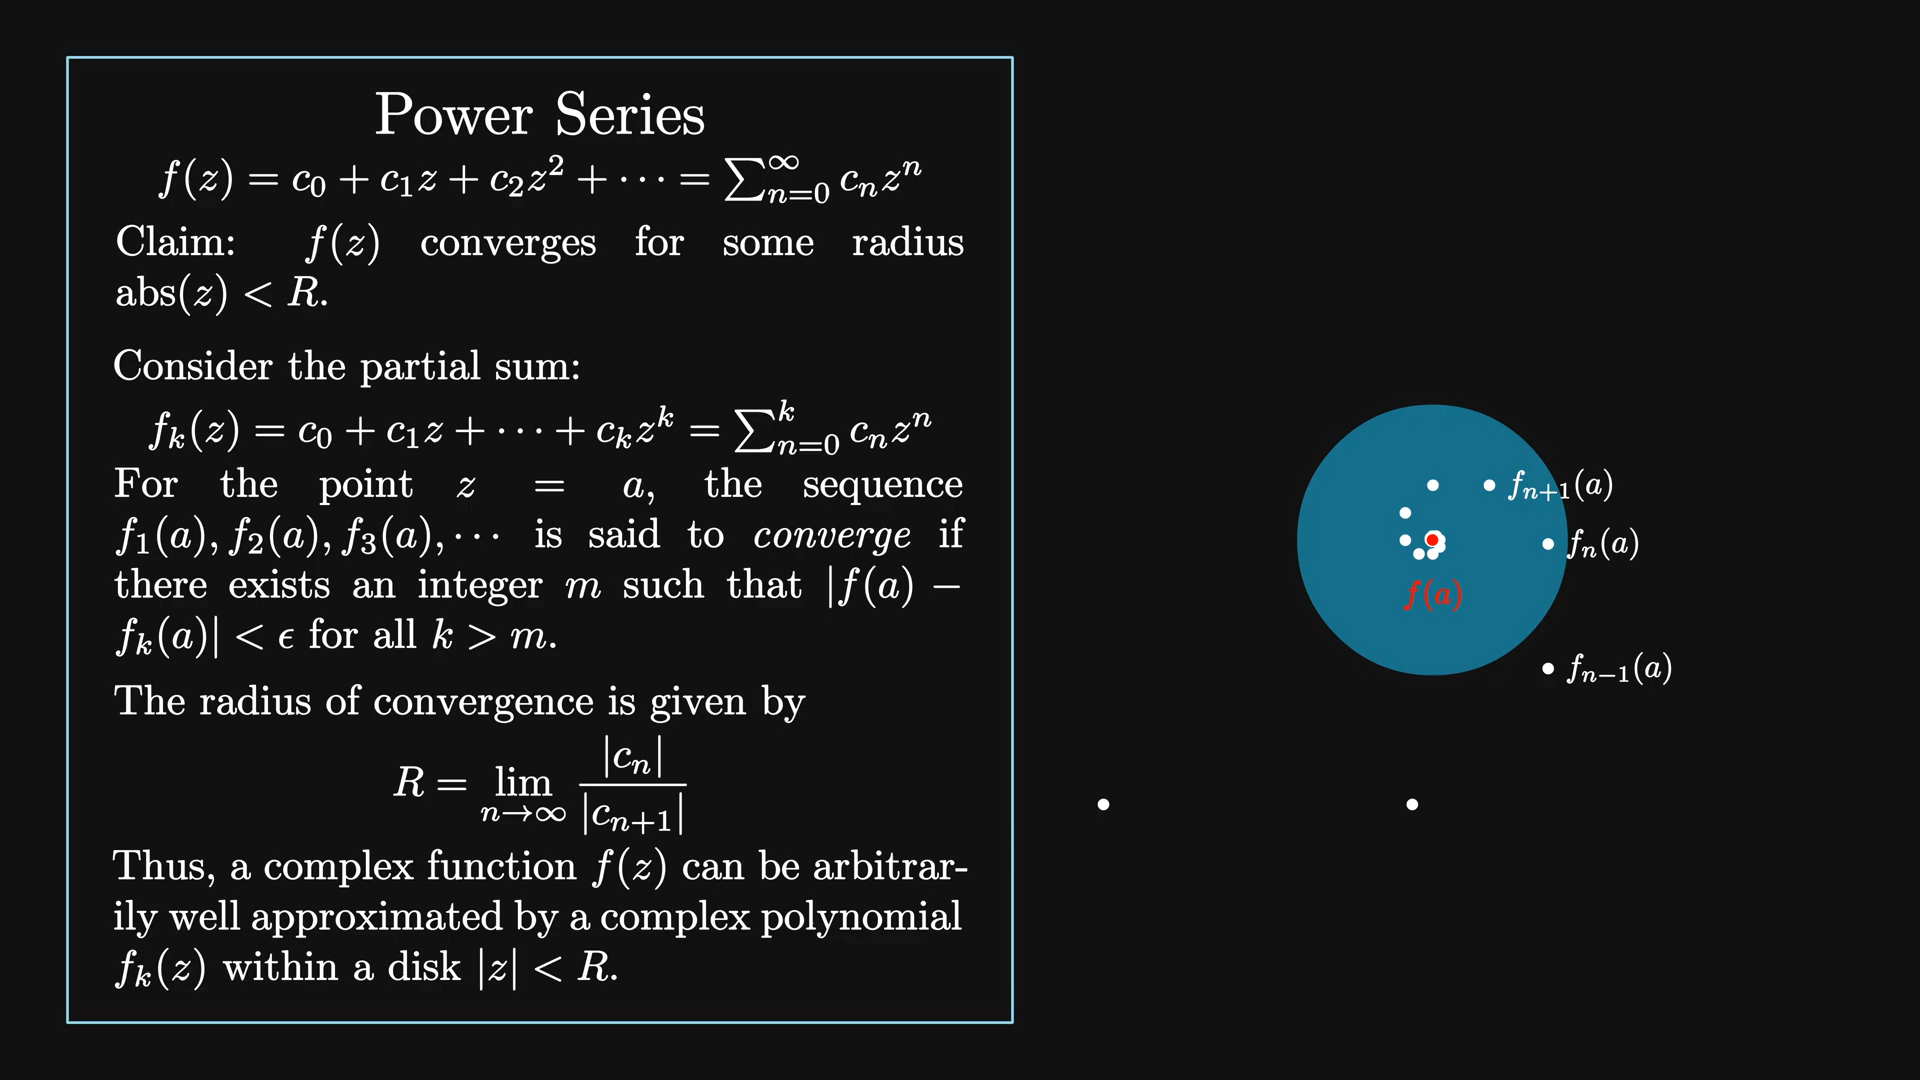 Power Series
f(z) = c₀ + c₁z + c₂z² + ⋯ = ∑_{n=0}^{∞} cₙzⁿ
Claim: f(z) converges for some radius
abs(z) < R.
Consider the partial sum:
fₖ(z) = c₀ + c₁z + ⋯ + cₖzᵏ = ∑_{n=0}^{k} cₙzⁿ
For the point z = a, the sequence
f₁(a), f₂(a), f₃(a), ⋯ is said to converge if
there exists an integer m such that |f(a) −
fₖ(a)| < ϵ for all k > m.
The radius of convergence is given by
R = lim_{n→∞} |cₙ| / |cₙ₊₁|
Thus, a complex function f(z) can be arbitrar-
ily well approximated by a complex polynomial
fₖ(z) within a disk |z| < R.
fₙ₊₁(a)
fₙ(a)
f(a)
fₙ₋₁(a)